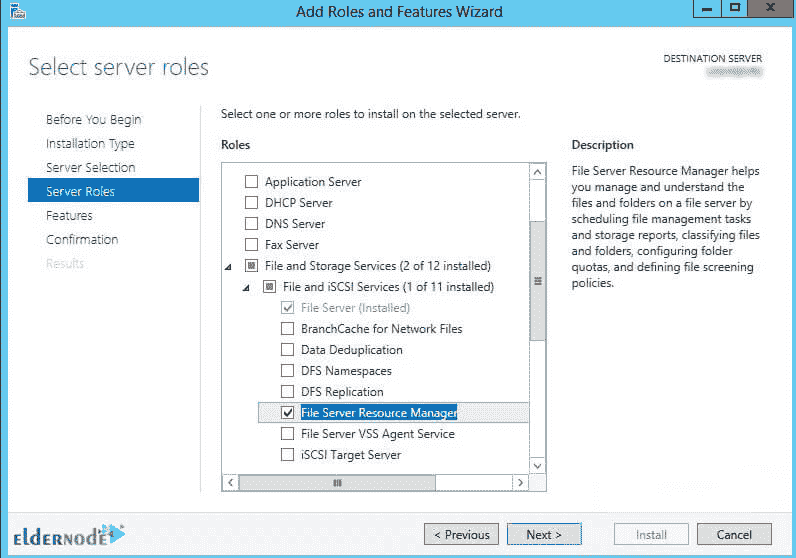 Add Roles and Features Wizard
Select server roles
DESTINATION SERVER
Before You Begin
Installation Type
Server Selection
Server Roles
Features
Confirmation
Results
Select one or more roles to install on the selected server.
Roles
Application Server
DHCP Server
DNS Server
Fax Server
File and Storage Services (2 of 12 installed)
File and iSCSI Services (1 of 11 installed)
File Server (Installed)
BranchCache for Network Files
Data Deduplication
DFS Namespaces
DFS Replication
File Server Resource Manager
File Server VSS Agent Service
iSCSI Target Server
Description
File Server Resource Manager helps
you manage and understand the
files and folders on a file server by
scheduling file management tasks
and storage reports, classifying files
and folders, configuring folder
quotas, and defining file screening
policies.
ELDERNODE
< Previous
Next >
Install
Cancel